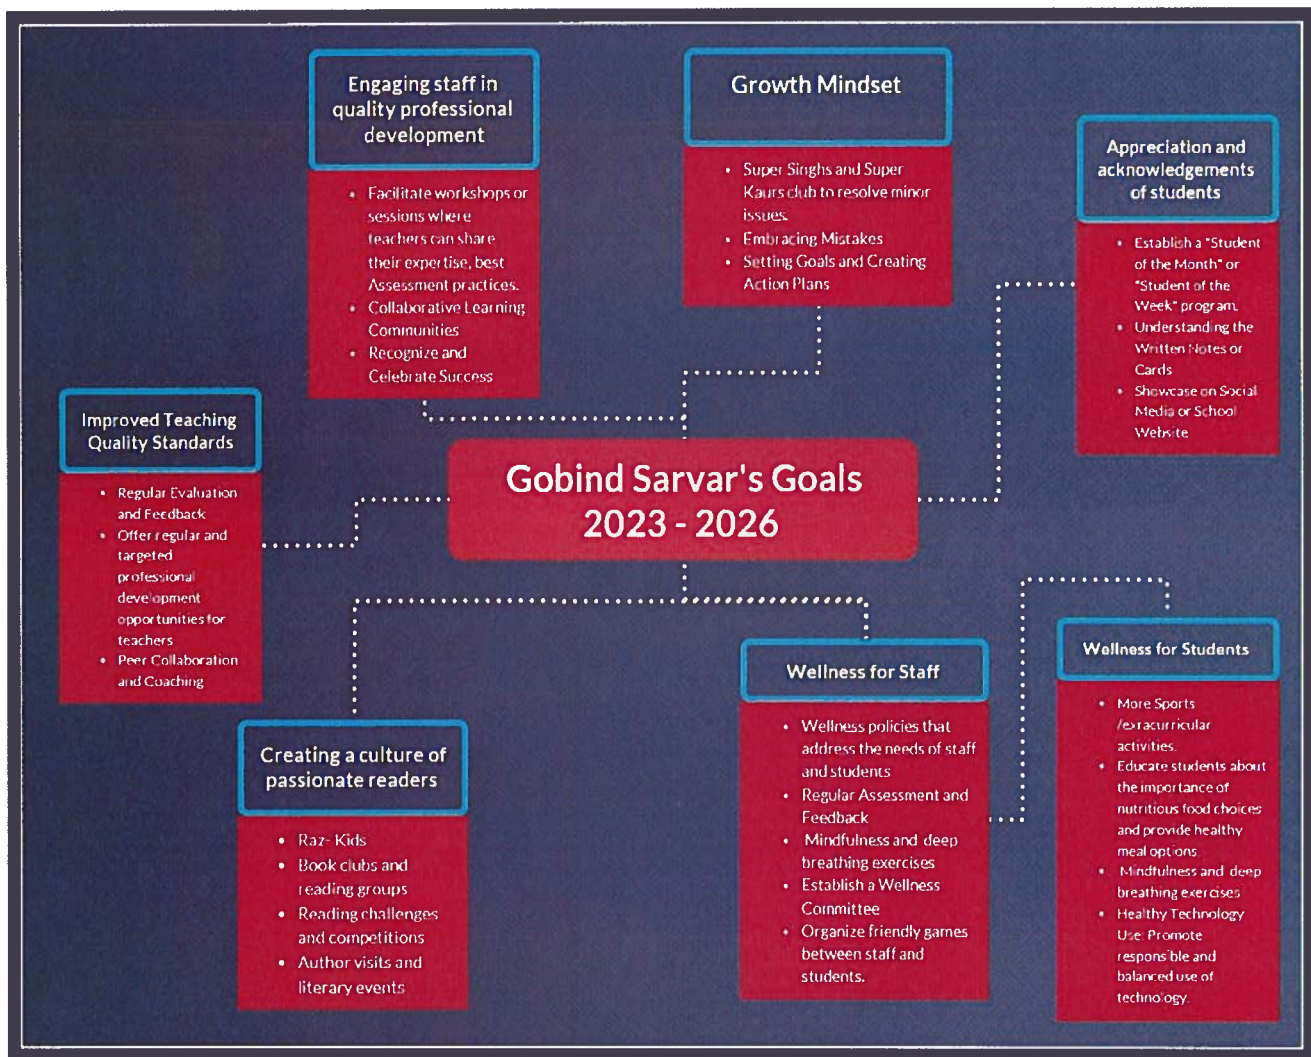 Engaging staff in
quality professional
development
Facilitate workshops or
sessions where
teachers can share
their expertise, best
Assessment practices.
Collaborative Learning
Communities
Recognize and
Celebrate Success
Growth Mindset
Super Singhs and Super
Kaurs club to resolve minor
issues.
Embracing Mistakes
Setting Goals and Creating
Action Plans
Appreciation and
acknowledgements
of students
Establish a "Student
of the Month" or
"Student of the
Week" program.
Understanding the
Written Notes or
Cards
Showcase on Social
Media or School
Website
Improved Teaching
Quality Standards
Regular Evaluation
and Feedback
Offer regular and
targeted
professional
development
opportunities for
teachers
Peer Collaboration
and Coaching
Gobind Sarvar's Goals
2023 - 2026
Creating a culture of
passionate readers
Raz- Kids
Book clubs and
reading groups
Reading challenges
and competitions
Author visits and
literary events
Wellness for Staff
Wellness policies that
address the needs of staff
and students
Regular Assessment and
Feedback
Mindfulness and deep
breathing exercises
Establish a Wellness
Committee
Organize friendly games
between staff and
students.
Wellness for Students
More Sports
/exracurricular
activities.
Educate students about
the importance of
nutritious food choices
and provide healthy
meal options.
Mindfulness and deep
breathing exercises
Healthy Technology
Use: Promote
responsible and
balanced use of
technology.